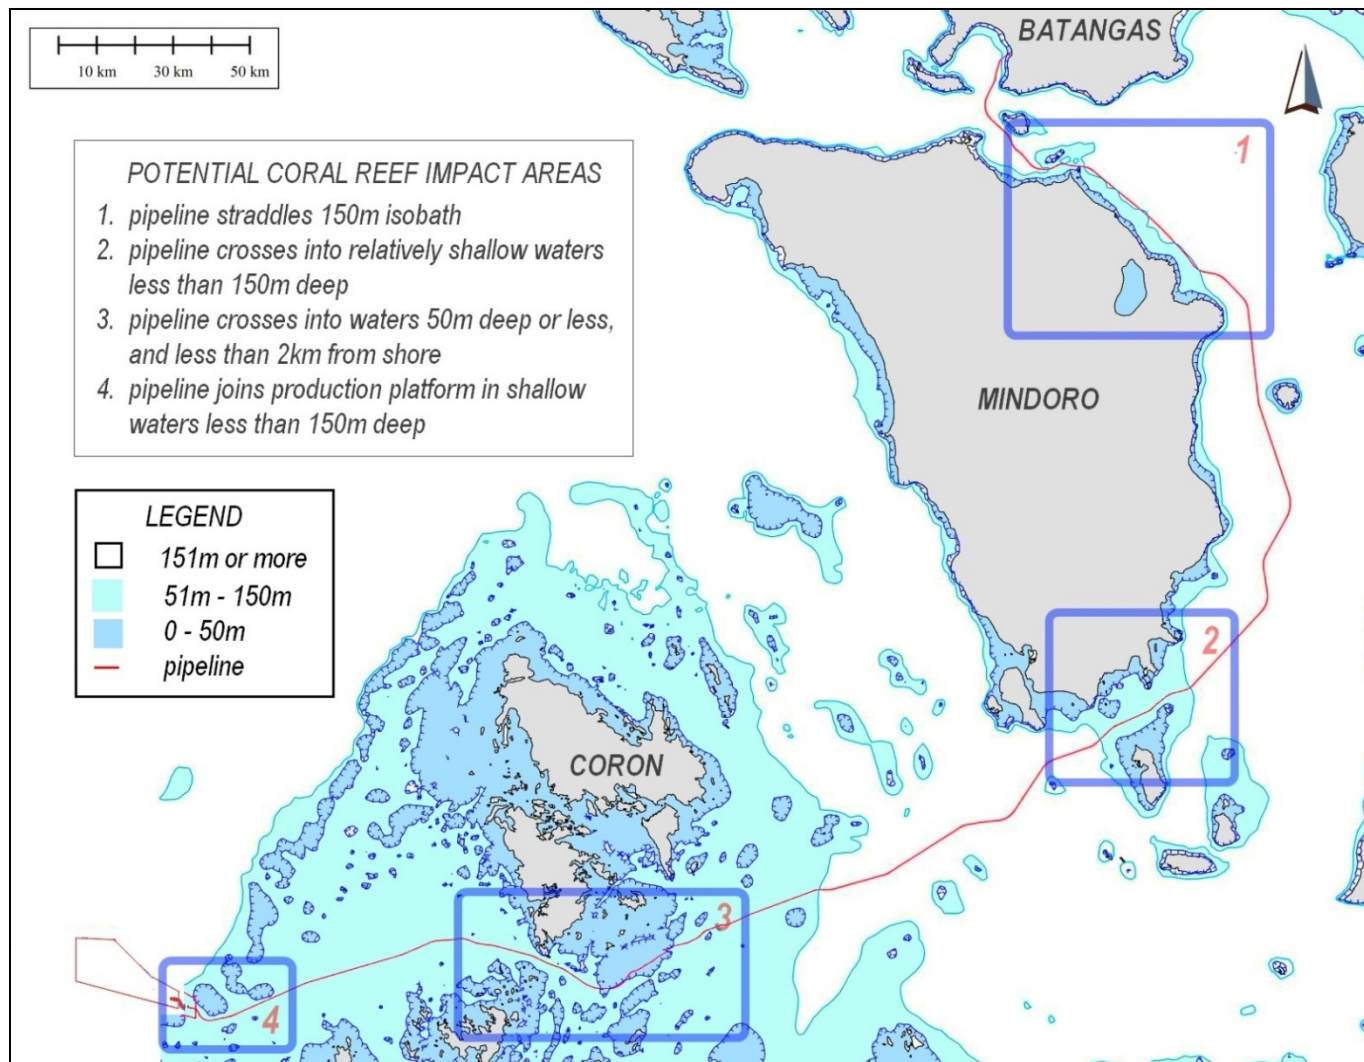 10 km 30 km 50 km
BATANGAS
1
POTENTIAL CORAL REEF IMPACT AREAS
1. pipeline straddles 150m isobath
2. pipeline crosses into relatively shallow waters
less than 150m deep
3. pipeline crosses into waters 50m deep or less,
and less than 2km from shore
4. pipeline joins production platform in shallow
waters less than 150m deep
MINDORO
LEGEND
151m or more
51m - 150m
0 - 50m
pipeline
2
CORON
3
4